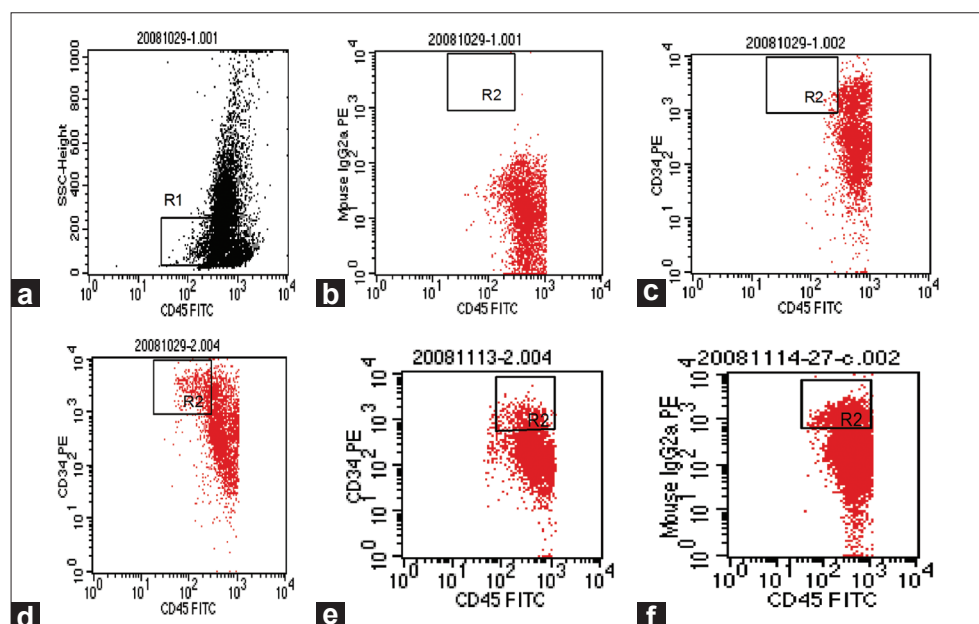 20081029-1.001
SSC-Height
1000
800
600
400
200
0
R1
10^0 10^1 10^2 10^3 10^4
CD45 FITC
a
20081029-1.001
Mouse IgG2a PE
10^4
10^3
10^2
10^1
10^0
R2
10^0 10^1 10^2 10^3 10^4
CD45 FITC
b
20081029-1.002
CD34 PE
10^4
10^3
10^2
10^1
10^0
R2
10^0 10^1 10^2 10^3 10^4
CD45 FITC
c
20081029-2.004
CD34 PE
10^4
10^3
10^2
10^1
10^0
R2
10^0 10^1 10^2 10^3 10^4
CD45 FITC
d
20081113-2.004
CD34 PE
10^4
10^3
10^2
10^1
10^0
R2
10^0 10^1 10^2 10^3 10^4
CD45 FITC
e
20081114-27-c.002
Mouse IgG2a PE
10^4
10^3
10^2
10^1
10^0
R2
10^0 10^1 10^2 10^3 10^4
CD45 FITC
f